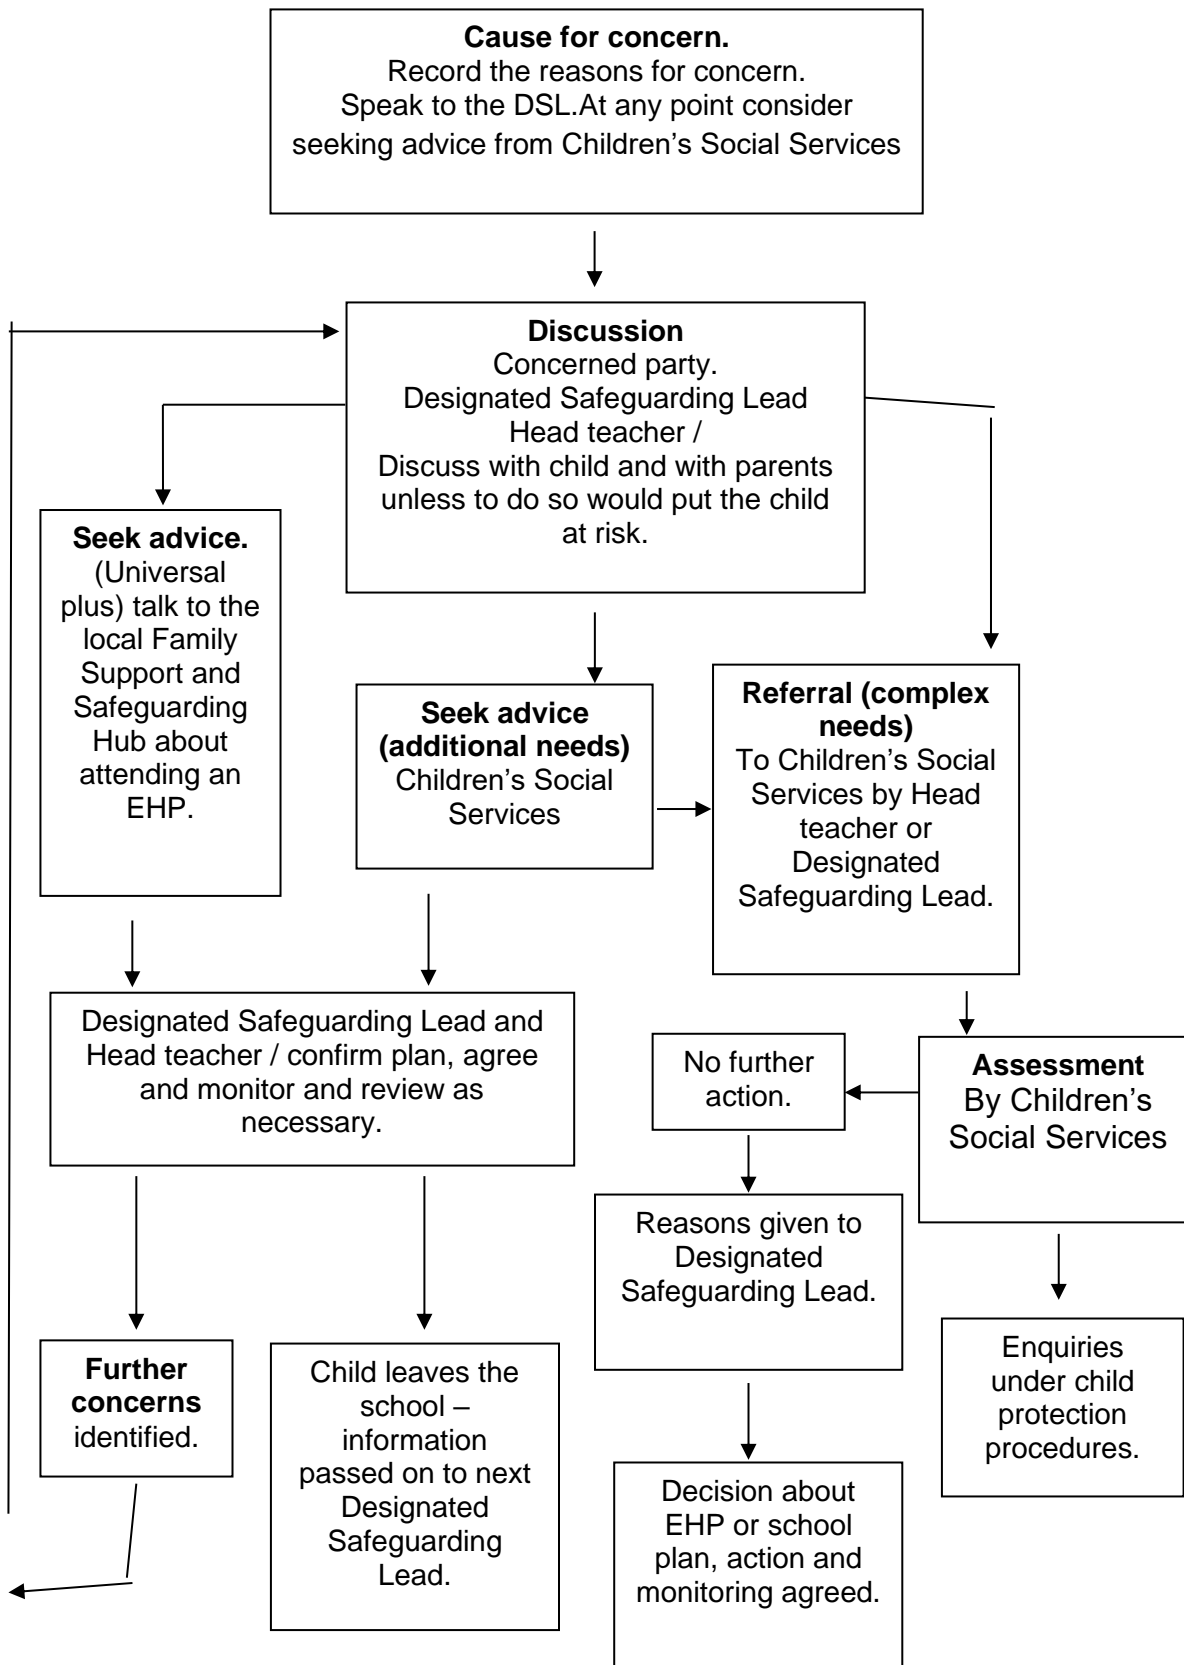 Cause for concern.
Record the reasons for concern.
Speak to the DSL.At any point consider
seeking advice from Children’s Social Services
Discussion
Concerned party.
Designated Safeguarding Lead
Head teacher /
Discuss with child and with parents
unless to do so would put the child
at risk.
Seek advice.
(Universal
plus) talk to the
local Family
Support and
Safeguarding
Hub about
attending an
EHP.
Seek advice
(additional needs)
Children’s Social
Services
Referral (complex
needs)
To Children’s Social
Services by Head
teacher or
Designated
Safeguarding Lead.
Designated Safeguarding Lead and
Head teacher / confirm plan, agree
and monitor and review as
necessary.
No further
action.
Assessment
By Children’s
Social Services
Reasons given to
Designated
Safeguarding Lead.
Enquiries
under child
protection
procedures.
Further
concerns
identified.
Child leaves the
school –
information
passed on to next
Designated
Safeguarding
Lead.
Decision about
EHP or school
plan, action and
monitoring agreed.